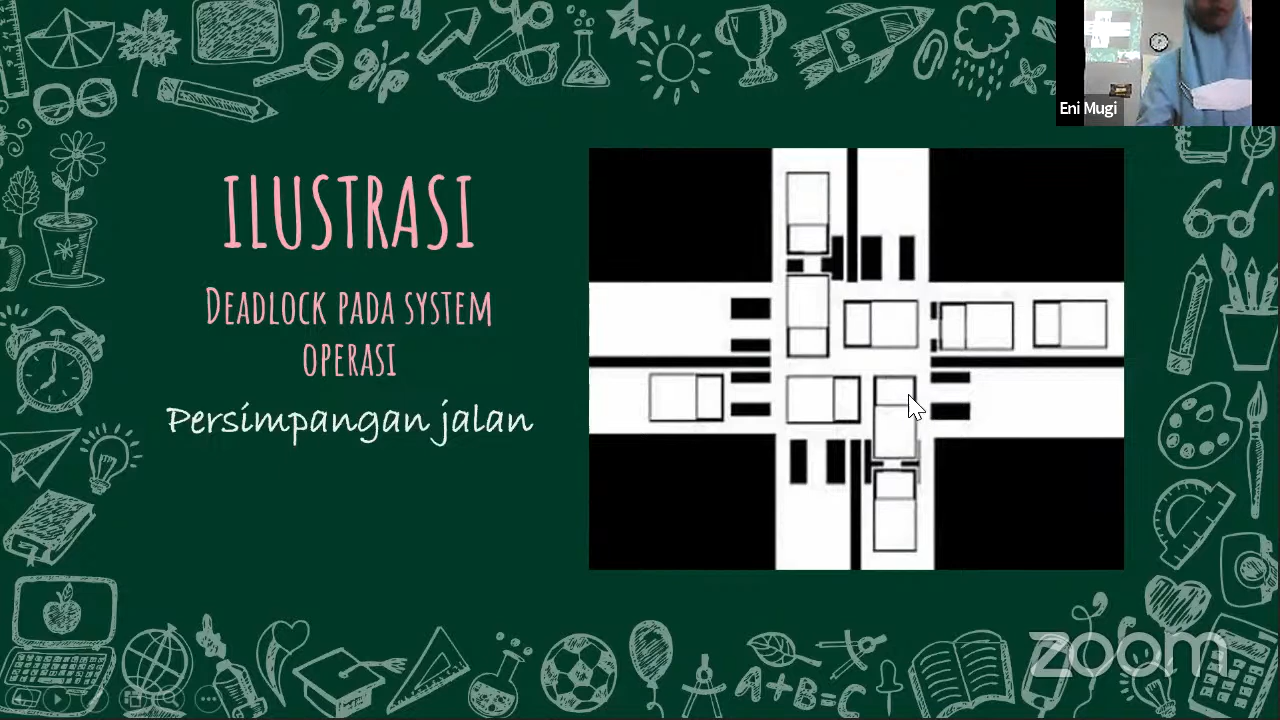 2+2=4
Eni Mugi
ILUSTRASI
DEADLOCK PADA SYSTEM
OPERASI
Persimpangan jalan
zoom
A+B=C